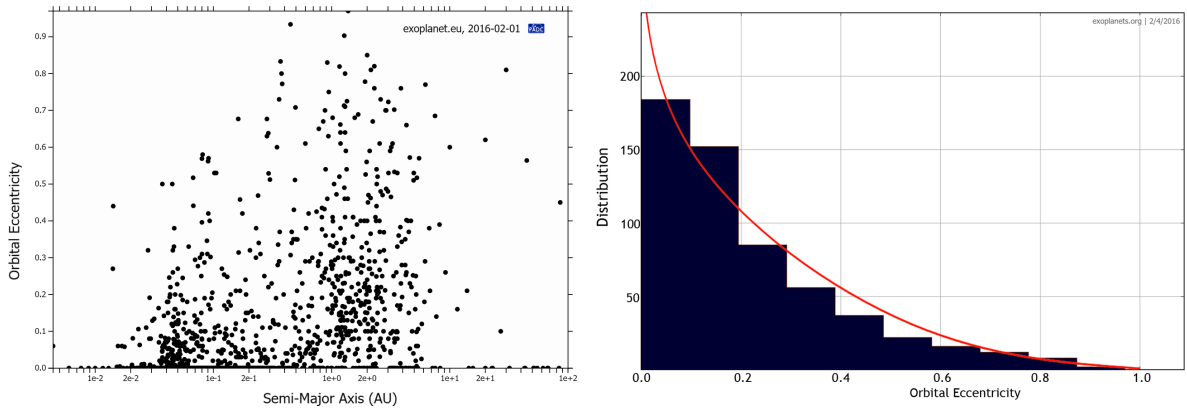 exoplanet.eu, 2016-02-01 PADC
0.9
0.8
0.7
0.6
0.5
0.4
0.3
0.2
0.1
0.0
Orbital Eccentricity
1e-2 2e-2 1e-1 2e-1 1e+0 2e+0 1e+1 2e+1 1e+2
Semi-Major Axis (AU)
exoplanets.org | 2/4/2016
200
150
100
50
Distribution
0.0 0.2 0.4 0.6 0.8 1.0
Orbital Eccentricity